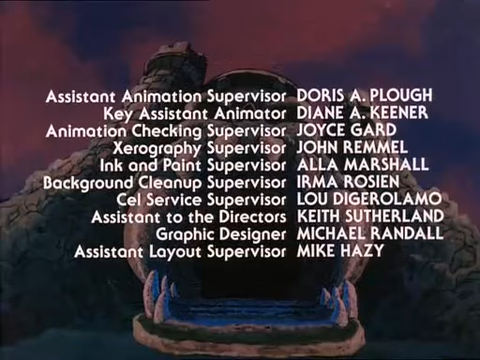 Assistant Animation Supervisor DORIS A. PLOUGH
Key Assistant Animator DIANE A. KEENER
Animation Checking Supervisor JOYCE GARD
Xerography Supervisor JOHN REMMEL
Ink and Paint Supervisor ALLA MARSHALL
Background Cleanup Supervisor IRMA ROSIEN
Cel Service Supervisor LOU DIGEROLAMO
Assistant to the Directors KEITH SUTHERLAND
Graphic Designer MICHAEL RANDALL
Assistant Layout Supervisor MIKE HAZY